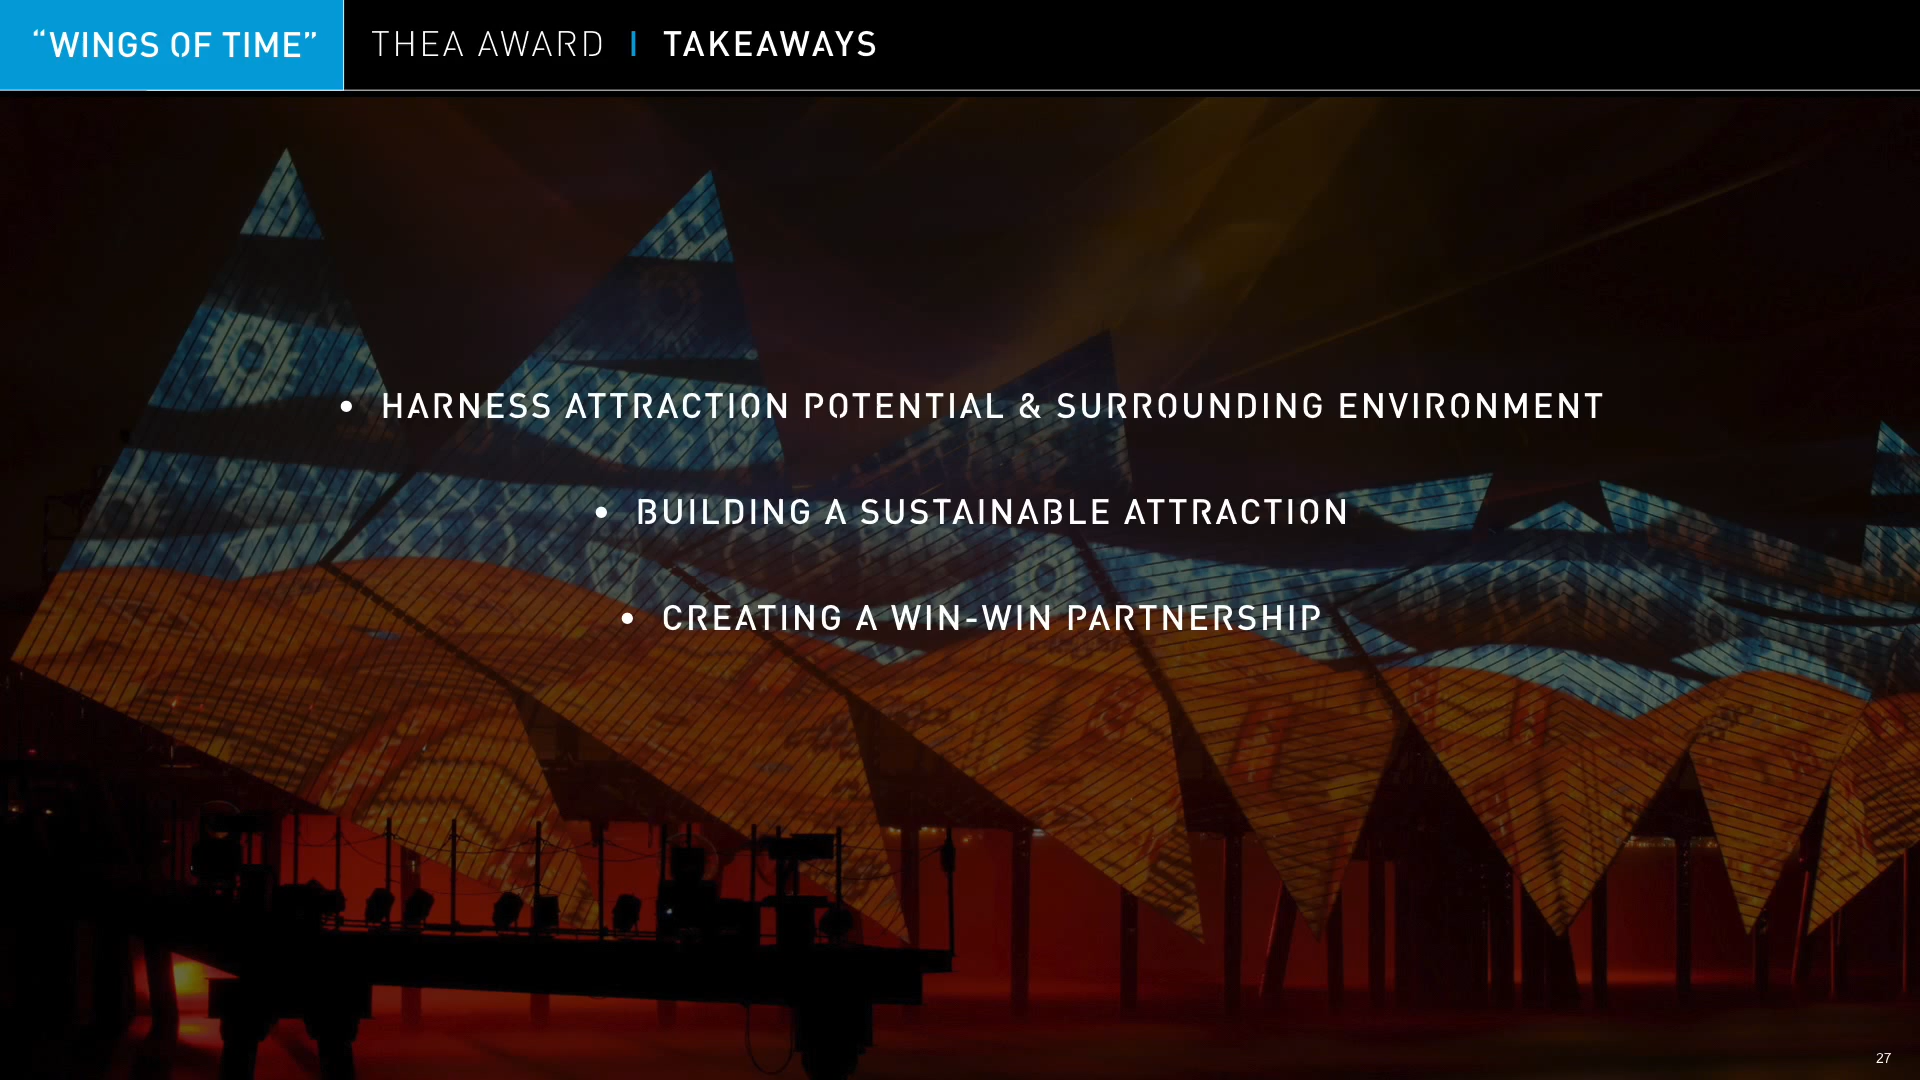 “WINGS OF TIME”
THEA AWARD | TAKEAWAYS
• HARNESS ATTRACTION POTENTIAL & SURROUNDING ENVIRONMENT
• BUILDING A SUSTAINABLE ATTRACTION
• CREATING A WIN-WIN PARTNERSHIP
27